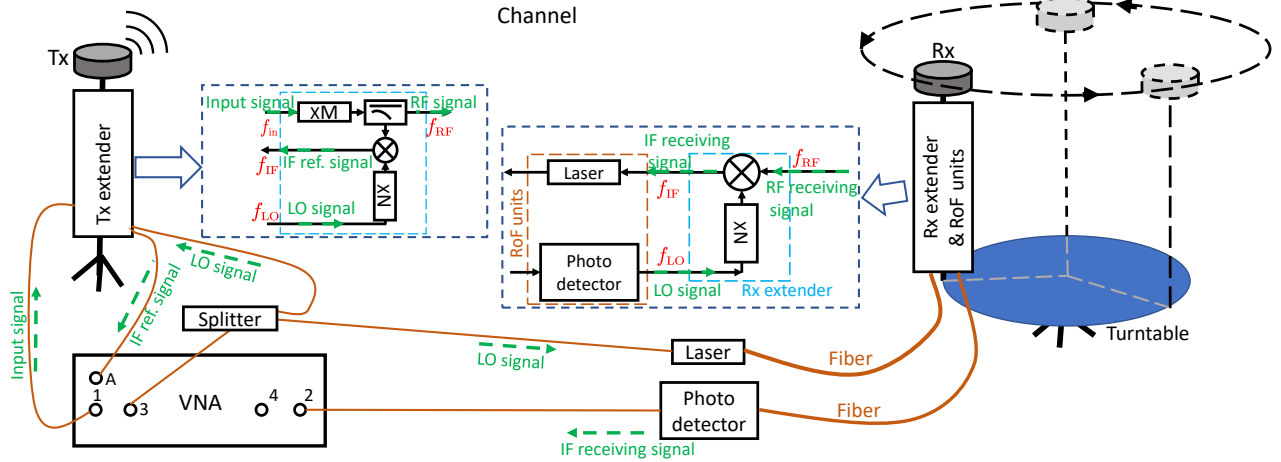 Channel
Tx
Rx
Tx extender
Input signal
XM
RF signal
f_in
f_RF
f_IF
IF ref. signal
NX
f_LO
LO signal
IF receiving
signal
f_RF
Laser
f_IF
RF receiving
signal
RoF units
NX
f_LO
Photo
detector
LO signal
Rx extender
Rx extender
& RoF units
Turntable
LO signal
IF ref. signal
Input signal
Splitter
LO signal
Laser
Fiber
A
1
3
VNA
4
2
Photo
detector
Fiber
IF receiving signal